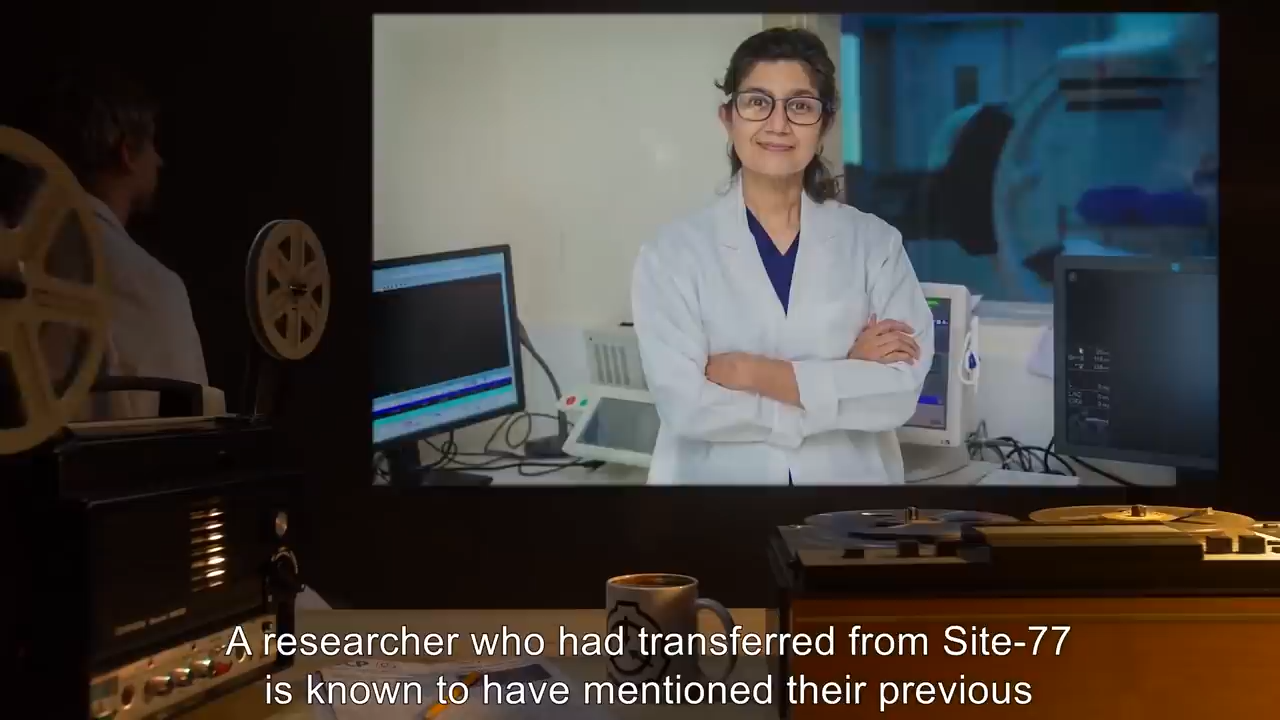 A researcher who had transferred from Site-77
is known to have mentioned their previous